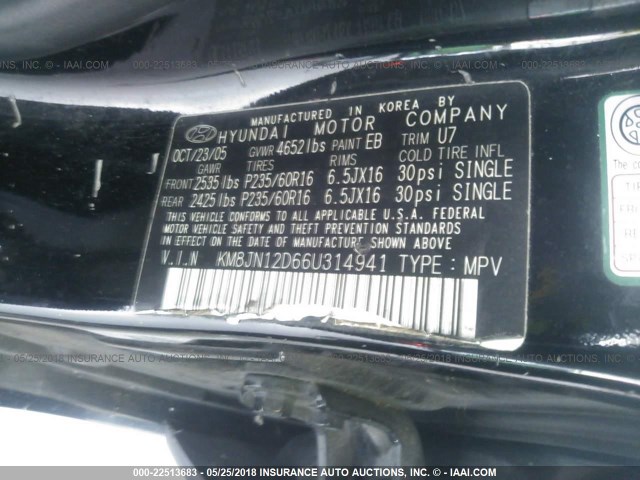 MANUFACTURED IN KOREA BY
HYUNDAI MOTOR COMPANY
OCT/23/05 GVWR 4652lbs PAINT EB TRIM U7
GAWR TIRES RIMS COLD TIRE INFL
FRONT 2535 lbs P235/60R16 6.5JX16 30psi SINGLE
REAR 2425 lbs P235/60R16 6.5JX16 30psi SINGLE
THIS VEHICLE CONFORMS TO ALL APPLICABLE U.S.A. FEDERAL
MOTOR VEHICLE SAFETY AND THEFT PREVENTION STANDARDS
IN EFFECT ON THE DATE OF MANUFACTURE SHOWN ABOVE.
V.I.N KM8JN12D66U314941 TYPE : MPV
000-22513683 - 05/25/2018 INSURANCE AUTO AUCTIONS, INC. - © IAAI.COM